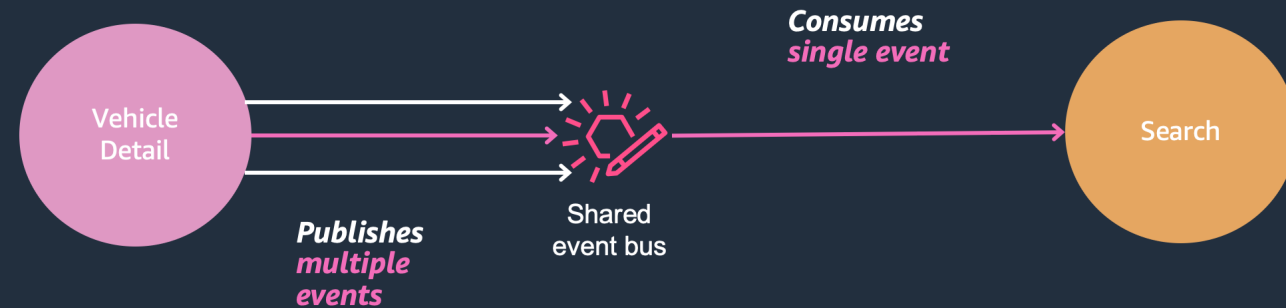 Vehicle
Detail
Publishes
multiple
events
Shared
event bus
Consumes
single event
Search